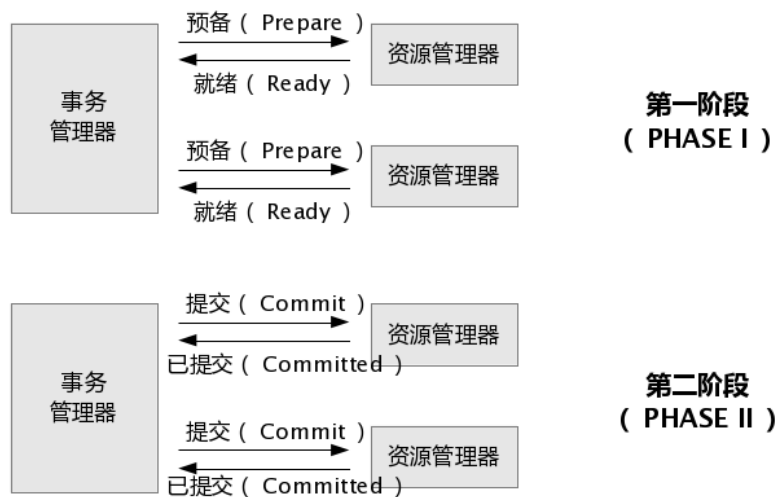 预备( Prepare )
资源管理器
就绪( Ready )
事务
管理器
第一阶段
( PHASE I )
预备( Prepare )
资源管理器
就绪( Ready )
提交( Commit )
资源管理器
已提交( Committed )
事务
管理器
第二阶段
( PHASE II )
提交( Commit )
资源管理器
已提交( Committed )